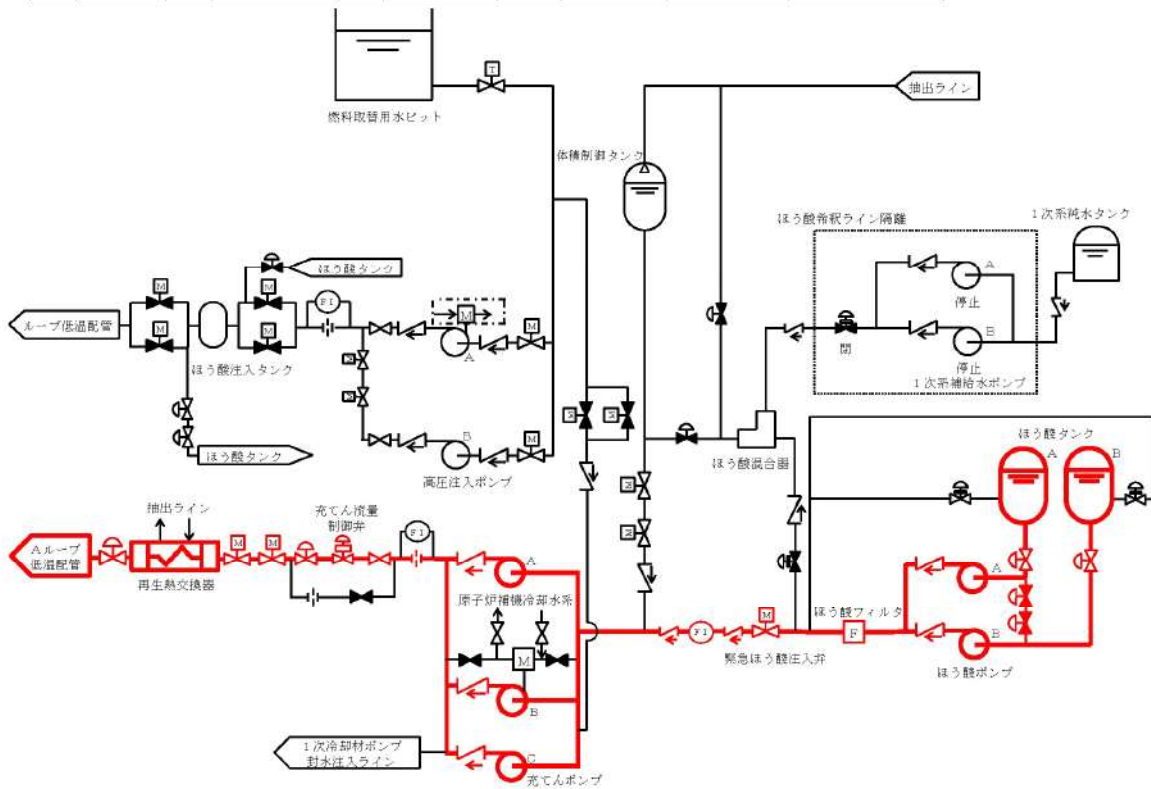 T
燃料取替用水ピット
抽出ライン
体積制御タンク
ほう酸希釈ライン隔離
1次系純水タンク
A
停止
B
停止
閉
1次系補給水ポンプ
ほう酸タンク
M
M
F I
M
M
ループ低温配管
M
M
A
ほう酸注入タンク
M
M
B
M
ほう酸タンク
高圧注入ポンプ
M
M
M
M
ほう酸混合器
ほう酸タンク
A
B
抽出ライン
充てん流量
制御弁
F I
Aループ
低温配管
M
M
再生熱交換器
A
原子炉補機冷却水系
M
B
F I
M
緊急ほう酸注入弁
ほう酸フィルタ
F
A
B
ほう酸ポンプ
1次冷却材ポンプ
封水注入ライン
C
充てんポンプ